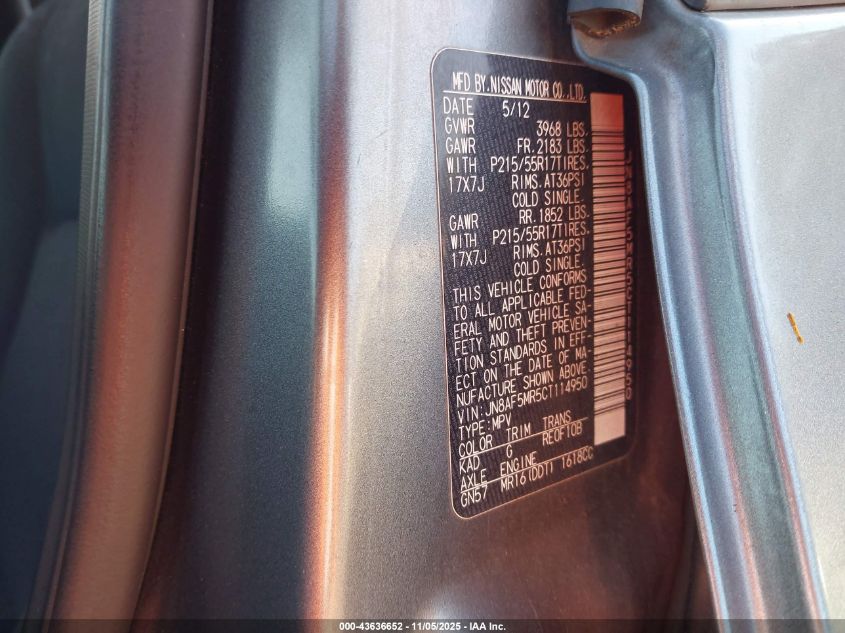 MFD BY.NISSAN MOTOR CO.,LTD.
DATE 5/12
GVWR 3968 LBS.
GAWR FR.2183 LBS.
WITH P215/55R17TIRES.
17X7J RIMS.AT36PSI
COLD SINGLE.
GAWR RR.1852 LBS.
WITH P215/55R17TIRES.
17X7J RIMS.AT36PSI
COLD SINGLE.
THIS VEHICLE CONFORMS
TO ALL APPLICABLE FED-
ERAL MOTOR VEHICLE SA-
FETY AND THEFT PREVEN-
TION STANDARDS IN EFF-
ECT ON THE DATE OF MA-
NUFACTURE SHOWN ABOVE.
VIN:JN8AF5MR5CT114950
TYPE:MPV
COLOR TRIM TRANS
KAD G RE0F10B
AXLE ENGINE
GN57 MR16(DDT) 1618CC
000-43636652 - 11/05/2025 - IAA Inc.